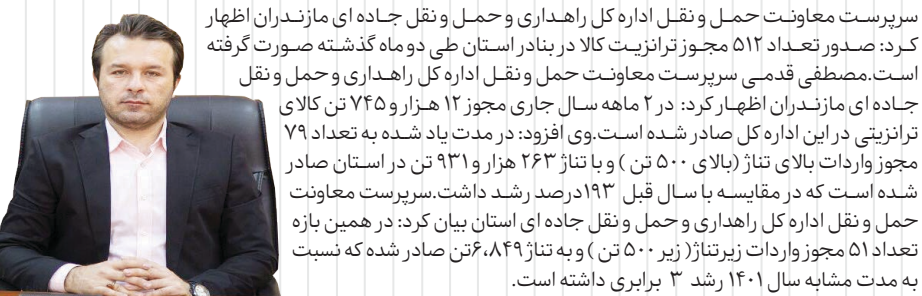 سرپرست معاونت حمل و نقل اداره کل راهداری و حمل و نقل جاده ای مازندران اظهار
کرد: صدور تعداد ۵۱۲ مجوز ترانزیت کالا در بنادر استان طی دو ماه گذشته صورت گرفته
است.مصطفی قدمی سرپرست معاونت حمل و نقل اداره کل راهداری و حمل و نقل
جاده ای مازندران اظهار کرد: در ۲ ماهه سال جاری مجوز ۱۲ هزار و ۷۴۵ تن کالای
ترانزیتی در این اداره کل صادر شده است.وی افزود: در مدت یاد شده به تعداد ۷۹
مجوز واردات بالای تناژ (بالای ۵۰۰ تن ) و با تناژ ۲۶۳ هزار و ۹۳۱ تن در استان صادر
شده است که در مقایسه با سال قبل ۱۹۳درصد رشد داشت.سرپرست معاونت
حمل و نقل اداره کل راهداری و حمل و نقل جاده ای استان بیان کرد: در همین بازه
تعداد ۵۱ مجوز واردات زیرتناژ( زیر ۵۰۰ تن ) و به تناژ ۶،۸۴۹تن صادر شده که نسبت
به مدت مشابه سال ۱۴۰۱ رشد ۳ برابری داشته است.